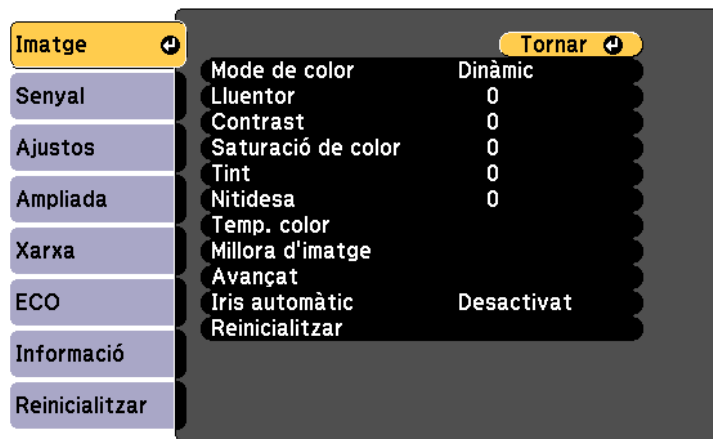 Imatge
Senyal
Ajustos
Ampliada
Xarxa
ECO
Informació
Reinicialitzar
Tornar
Mode de color Dinàmic
Lluentor 0
Contrast 0
Saturació de color 0
Tint 0
Nitidesa 0
Temp. color
Millora d'imatge
Avançat
Iris automàtic Desactivat
Reinicialitzar